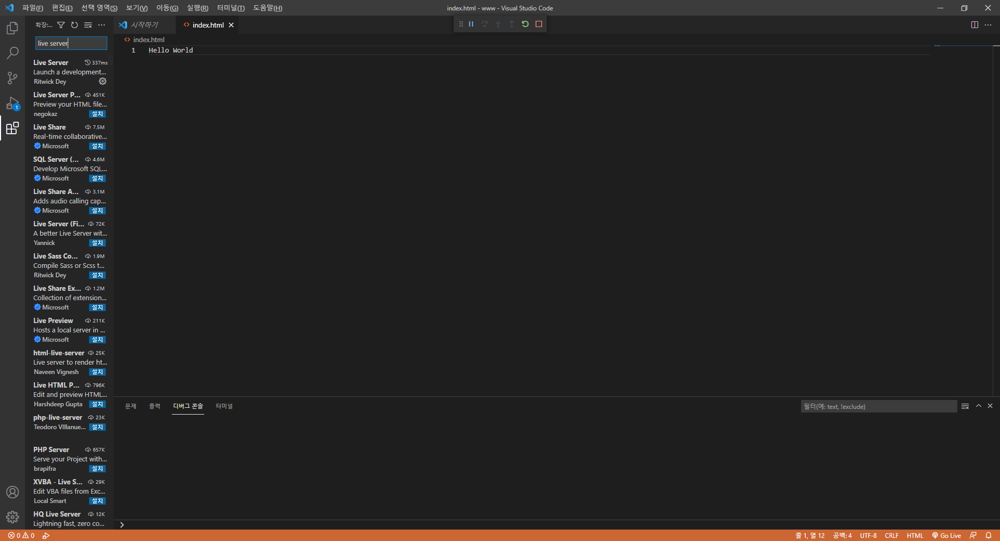 파일(F) 편집(E) 선택 영역(S) 보기(V) 이동(G) 실행(R) 터미널(T) 도움말(H)
index.html - www - Visual Studio Code
확장:...
시작하기
index.html
live server
index.html
1 Hello World
Live Server 337ms
Launch a development...
Ritwick Dey
Live Server P... 451K
Preview your HTML file...
negokaz 설치
Live Share 7.5M
Real-time collaborative...
Microsoft 설치
SQL Server (... 4.6M
Develop Microsoft SQL...
Microsoft 설치
Live Share A... 3.1M
Adds audio calling cap...
Microsoft 설치
Live Server (Fi... 72K
A better Live Server wit...
Yannick 설치
Live Sass Co... 1.9M
Compile Sass or Scss t...
Ritwick Dey 설치
Live Share Ex... 1.2M
Collection of extension...
Microsoft 설치
Live Preview 211K
Hosts a local server in ...
Microsoft 설치
html-live-server 25K
Live server to render ht...
Naveen Vignesh 설치
Live HTML P... 796K
Edit and preview HTML...
Harshdeep Gupta 설치
php-live-server 23K
Teodoro VIllanue... 설치
PHP Server 657K
Serve your Project with...
brapifra 설치
XVBA - Live S... 29K
Edit VBA files from Exc...
Local Smart 설치
HQ Live Server 12K
Lightning fast, zero co...
1
문제 출력 디버그 콘솔 터미널
필터(예: text, !exclude)
0 0
줄 1, 열 12 공백: 4 UTF-8 CRLF HTML Go Live